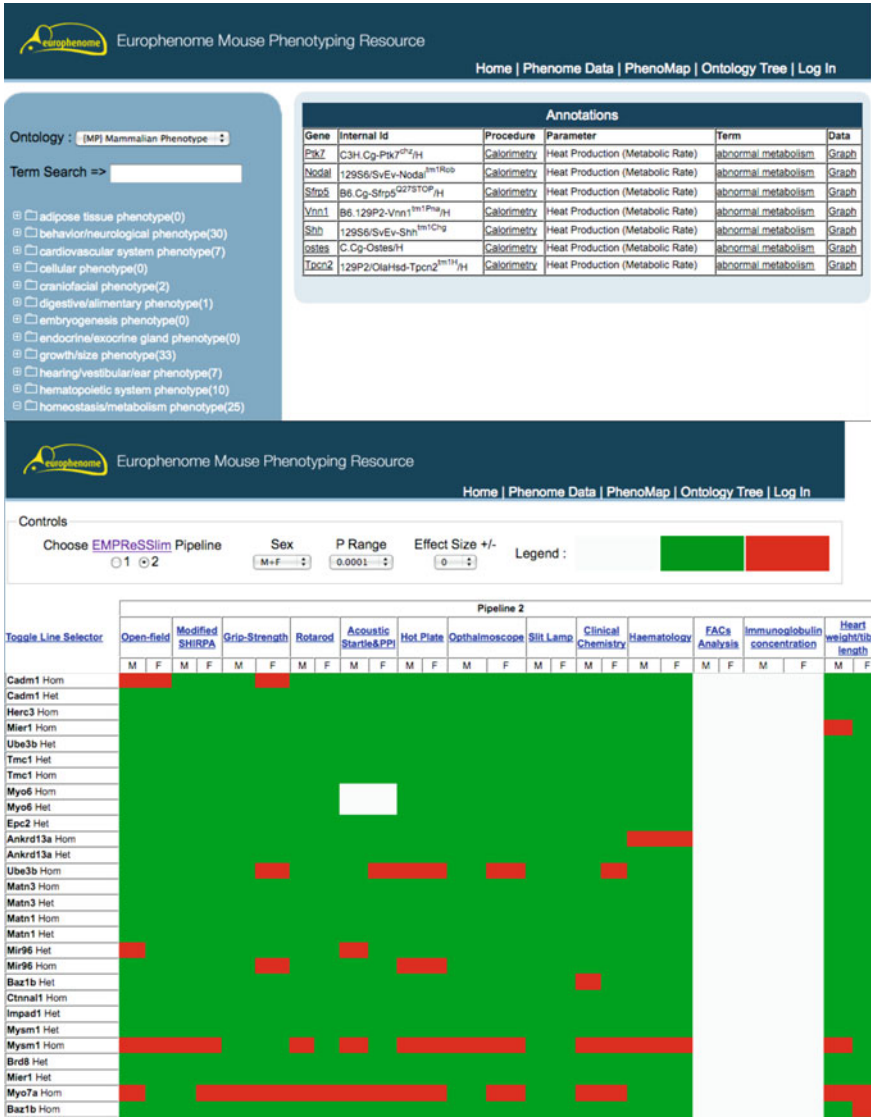 europhenome
Europhenome Mouse Phenotyping Resource
Home | Phenome Data | PhenoMap | Ontology Tree | Log In
Ontology : [MP] Mammalian Phenotype
Term Search =>
adipose tissue phenotype(0)
behavior/neurological phenotype(30)
cardiovascular system phenotype(7)
cellular phenotype(0)
craniofacial phenotype(2)
digestive/alimentary phenotype(1)
embryogenesis phenotype(0)
endocrine/exocrine gland phenotype(0)
growth/size phenotype(33)
hearing/vestibular/ear phenotype(7)
hematopoietic system phenotype(10)
homeostasis/metabolism phenotype(25)
Annotations
Gene Internal Id Procedure Parameter Term Data
Ptk7 C3H.Cg-Ptk7chz/H Calorimetry Heat Production (Metabolic Rate) abnormal metabolism Graph
Nodal 129S6/SvEv-Nodaltm1Rob Calorimetry Heat Production (Metabolic Rate) abnormal metabolism Graph
Sfrp5 B6.Cg-Sfrp5Q27STOP/H Calorimetry Heat Production (Metabolic Rate) abnormal metabolism Graph
Vnn1 B6.129P2-Vnn1tm1Pna/H Calorimetry Heat Production (Metabolic Rate) abnormal metabolism Graph
Shh 129S6/SvEv-Shhtm1Chg Calorimetry Heat Production (Metabolic Rate) abnormal metabolism Graph
ostes C.Cg-Ostes/H Calorimetry Heat Production (Metabolic Rate) abnormal metabolism Graph
Tpcn2 129P2/OlaHsd-Tpcn2tm1H/H Calorimetry Heat Production (Metabolic Rate) abnormal metabolism Graph
europhenome
Europhenome Mouse Phenotyping Resource
Home | Phenome Data | PhenoMap | Ontology Tree | Log In
Controls
Choose EMPReSSlim Pipeline Sex P Range Effect Size +/- Legend :
1 2 M+F 0.0001 0
Pipeline 2
Toggle Line Selector Open-field Modified SHIRPA Grip-Strength Rotarod Acoustic Startle&PPI Hot Plate Opthalmoscope Slit Lamp Clinical Chemistry Haematology FACs Analysis Immunoglobulin concentration Heart weight/tib length
M F M F M F M F M F M F M F M F M F M F M F M F M F
Cadm1 Hom
Cadm1 Het
Herc3 Hom
Mier1 Hom
Ube3b Het
Tmc1 Het
Tmc1 Hom
Myo6 Hom
Myo6 Het
Epc2 Het
Ankrd13a Hom
Ankrd13a Het
Ube3b Hom
Matn3 Hom
Matn3 Het
Matn1 Hom
Matn1 Het
Mir96 Het
Mir96 Hom
Baz1b Het
Ctnnal1 Hom
Impad1 Het
Mysm1 Het
Mysm1 Hom
Brd8 Het
Mier1 Het
Myo7a Hom
Baz1b Hom